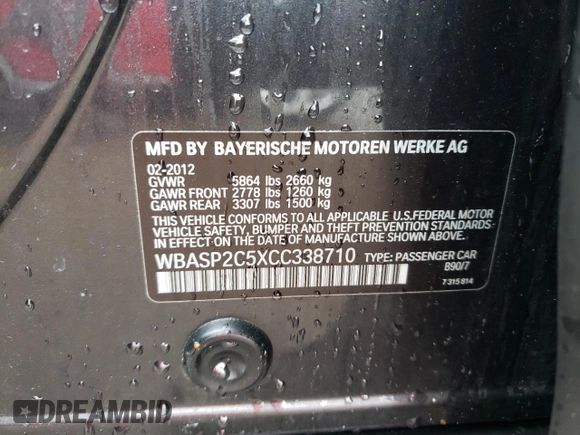 MFD BY BAYERISCHE MOTOREN WERKE AG
02-2012
GVWR 5864 lbs 2660 kg
GAWR FRONT 2778 lbs 1260 kg
GAWR REAR 3307 lbs 1500 kg
THIS VEHICLE CONFORMS TO ALL APPLICABLE U.S.FEDERAL MOTOR
VEHICLE SAFETY, BUMPER AND THEFT PREVENTION STANDARDS
IN EFFECT ON THE DATE OF MANUFACTURE SHOWN ABOVE.
WBASP2C5XCC338710 TYPE: PASSENGER CAR
B90/7
7 315 814
DREAMBID